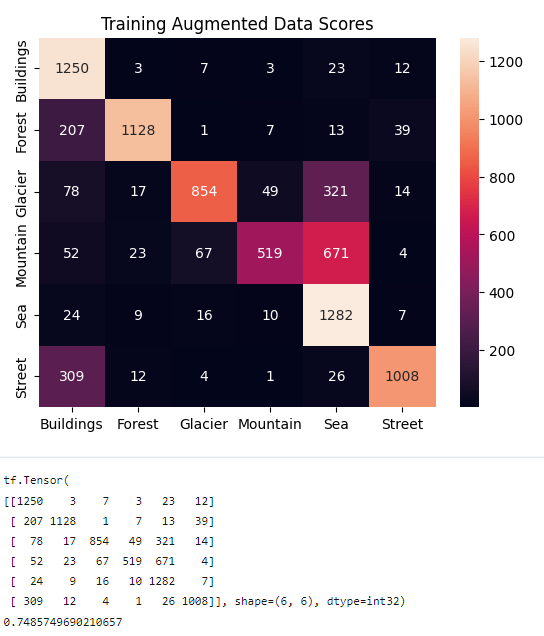 Training Augmented Data Scores
Buildings 1250 3 7 3 23 12
Forest 207 1128 1 7 13 39
Glacier 78 17 854 49 321 14
Mountain 52 23 67 519 671 4
Sea 24 9 16 10 1282 7
Street 309 12 4 1 26 1008
Buildings Forest Glacier Mountain Sea Street
1200
1000
800
600
400
200
tf.Tensor(
[[1250 3 7 3 23 12]
[ 207 1128 1 7 13 39]
[ 78 17 854 49 321 14]
[ 52 23 67 519 671 4]
[ 24 9 16 10 1282 7]
[ 309 12 4 1 26 1008]], shape=(6, 6), dtype=int32)
0.7485749690210657